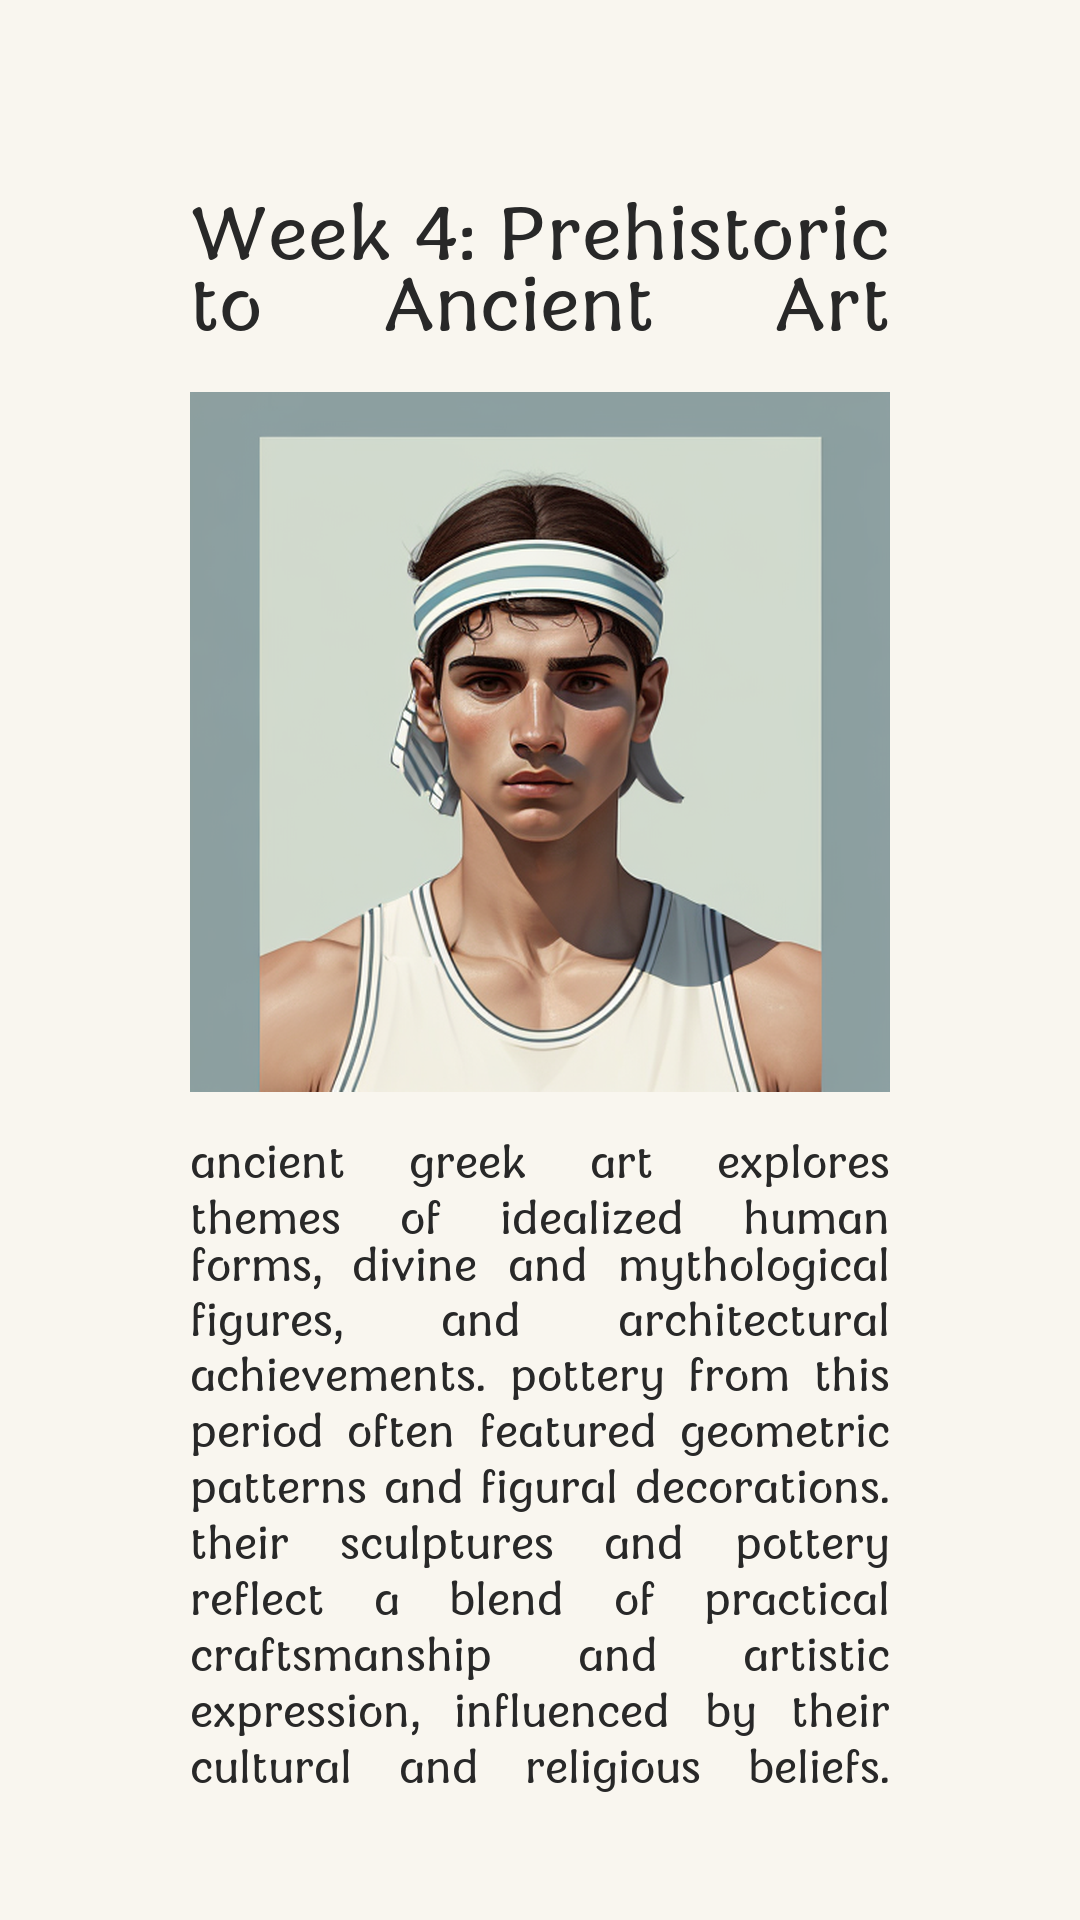 Week 4: Prehistoric
to Ancient Art
ancient greek art explores
themes of idealized human
forms, divine and mythological
figures, and architectural
achievements. pottery from this
period often featured geometric
patterns and figural decorations.
their sculptures and pottery
reflect a blend of practical
craftsmanship and artistic
expression, influenced by their
cultural and religious beliefs.